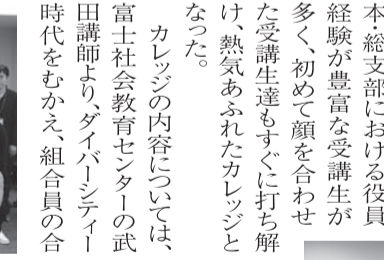 本・総支部における役員
経験が豊富な受講生が
多く、初めて顔を合わせ
た受講生達もすぐに打ち解
け、熱気あふれたカレッジと
なった。
カレッジの内容については、
富士社会教育センターの武
田講師より、ダイバーシティー
時代をむかえ、組合員の合